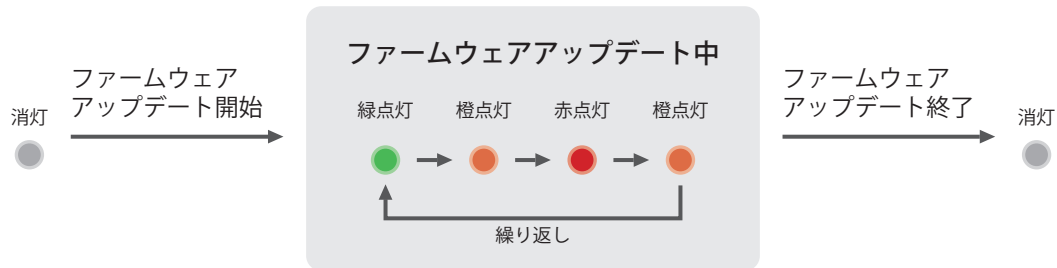 消灯
ファームウェア
アップデート開始
ファームウェアアップデート中
緑点灯
橙点灯
赤点灯
橙点灯
繰り返し
ファームウェア
アップデート終了
消灯